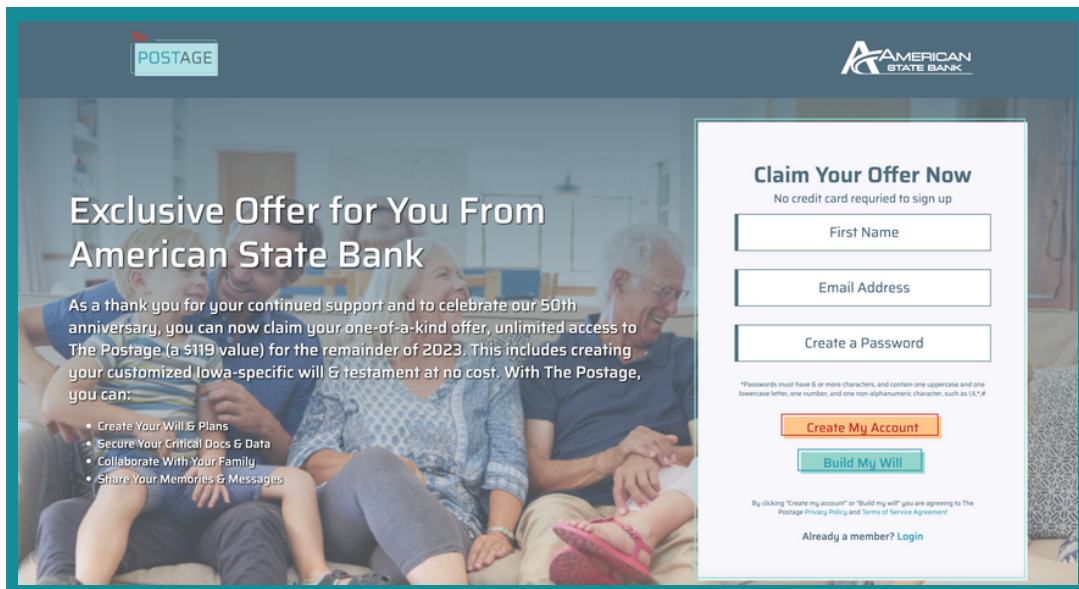 The
POSTAGE
AMERICAN
STATE BANK
Exclusive Offer for You From
American State Bank
As a thank you for your continued support and to celebrate our 50th
anniversary, you can now claim your one-of-a-kind offer, unlimited access to
The Postage (a $119 value) for the remainder of 2023. This includes creating
your customized Iowa-specific will & testament at no cost. With The Postage,
you can:
• Create Your Will & Plans
• Secure Your Critical Docs & Data
• Collaborate With Your Family
• Share Your Memories & Messages
Claim Your Offer Now
No credit card requried to sign up
First Name
Email Address
Create a Password
*Passwords must have 6 or more characters, and contain one uppercase and one
lowercase letter, one number, and one non-alphanumeric character, such as !,$,*,#
Create My Account
Build My Will
By clicking "Create my account" or "Build my will" you are agreeing to The
Postage Privacy Policy and Terms of Service Agreement
Already a member? Login